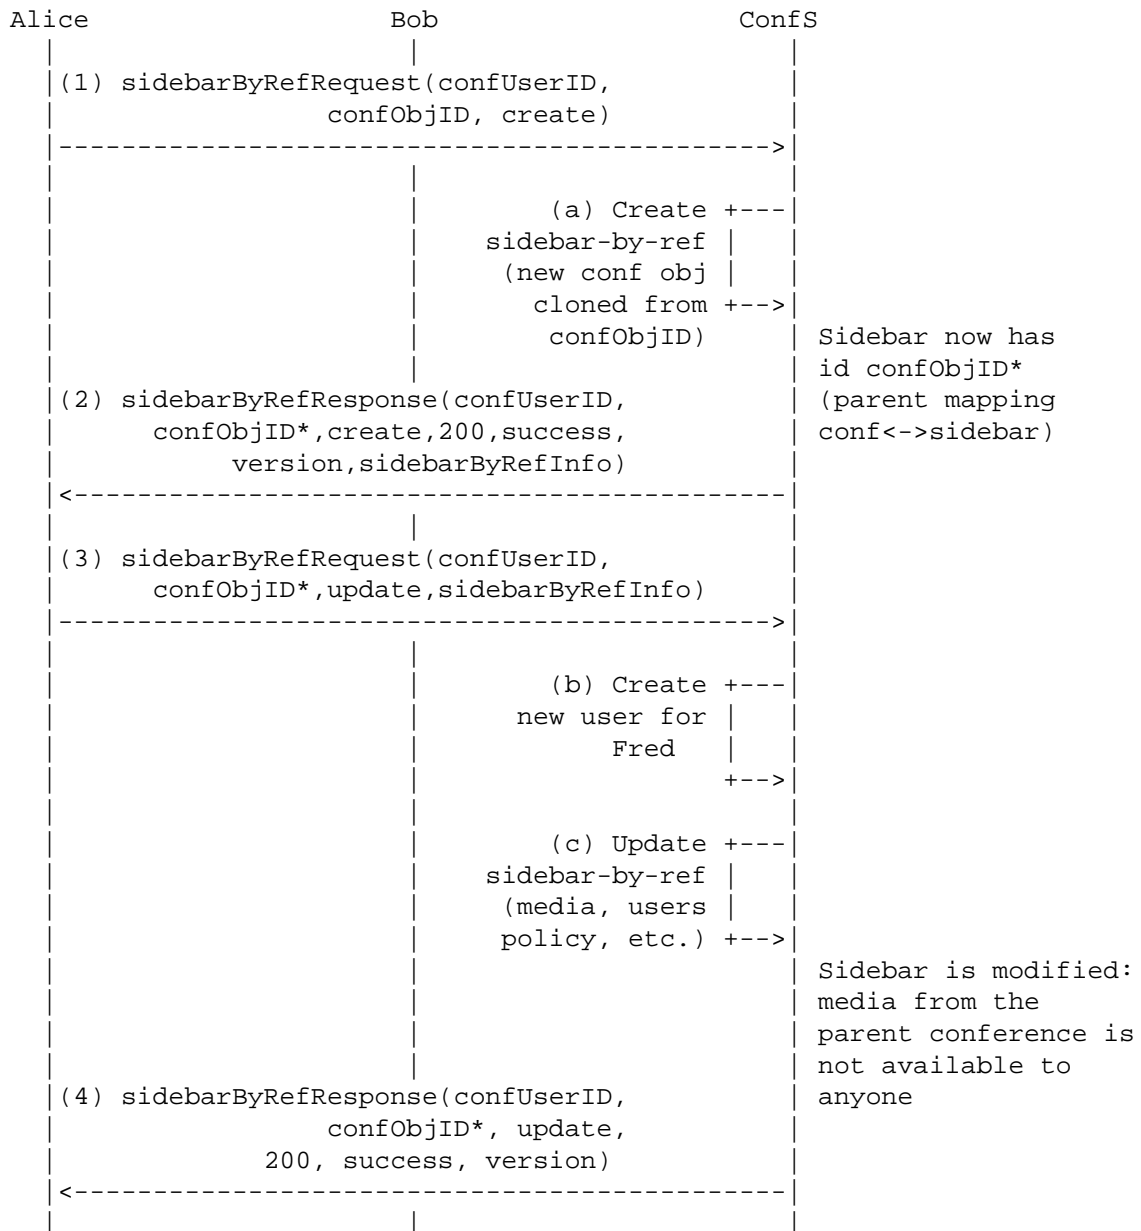 Alice Bob ConfS
(1) sidebarByRefRequest(confUserID,
confObjID, create)
(a) Create
sidebar-by-ref
(new conf obj
cloned from
confObjID) Sidebar now has
id confObjID*
(2) sidebarByRefResponse(confUserID, (parent mapping
confObjID*,create,200,success, conf<->sidebar)
version,sidebarByRefInfo)
(3) sidebarByRefRequest(confUserID,
confObjID*,update,sidebarByRefInfo)
(b) Create
new user for
Fred
(c) Update
sidebar-by-ref
(media, users
policy, etc.)
Sidebar is modified:
media from the
parent conference is
not available to
(4) sidebarByRefResponse(confUserID, anyone
confObjID*, update,
200, success, version)